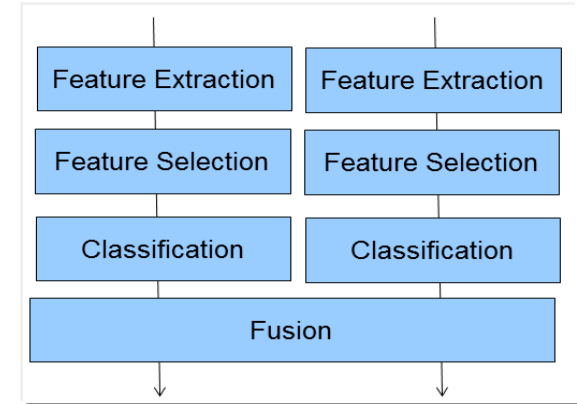 Feature Extraction
Feature Extraction
Feature Selection
Feature Selection
Classification
Classification
Fusion